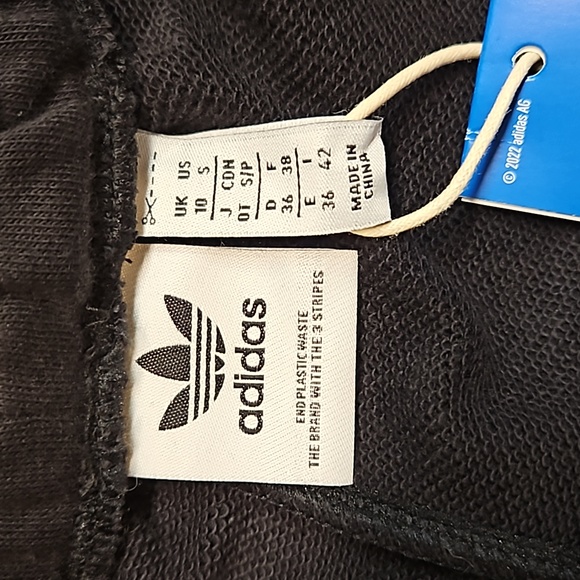 UK US
10 S
J CDN
OT S/P
D F
36 38
E I
36 42
MADE IN
CHINA
adidas
END PLASTIC WASTE
THE BRAND WITH THE 3 STRIPES
© 2022 adidas AG